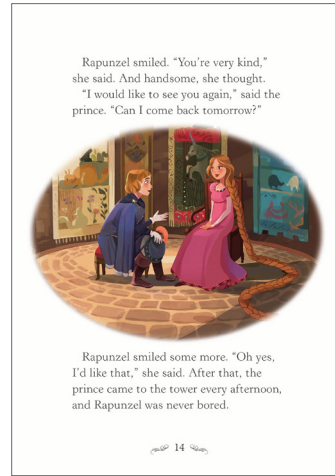 Rapunzel smiled. “You’re very kind,”
she said. And handsome, she thought.
“I would like to see you again,” said the
prince. “Can I come back tomorrow?”
Rapunzel smiled some more. “Oh yes,
I’d like that,” she said. After that, the
prince came to the tower every afternoon,
and Rapunzel was never bored.
14